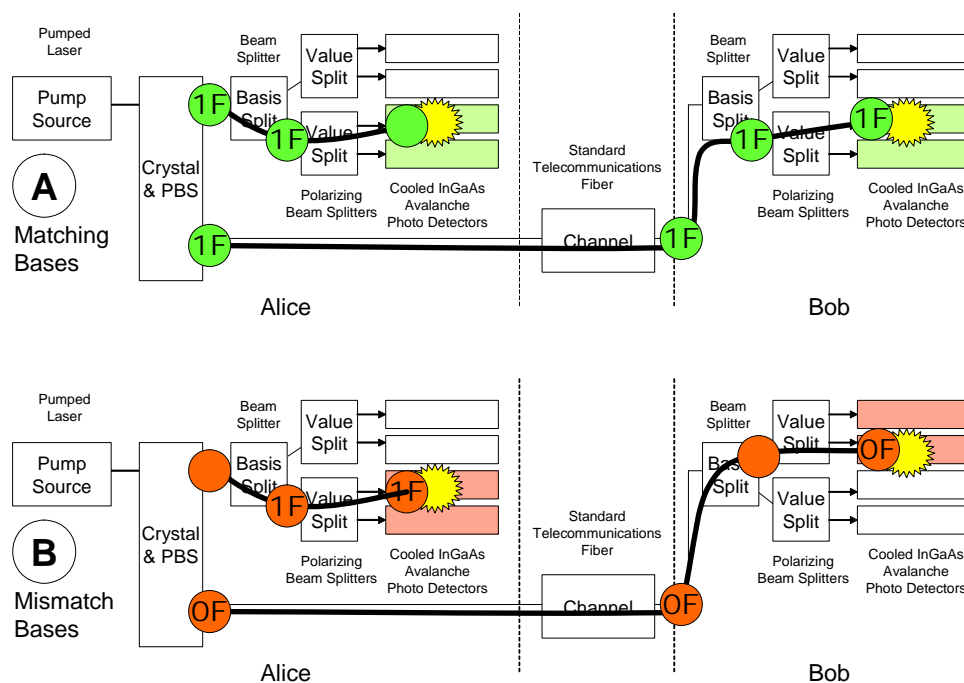 Pumped
Laser
Pump
Source
A
Matching
Bases
Crystal
& PBS
1F
1F
Beam
Splitter
Basis
Split
1F
Value
Split
Value
Split
Polarizing
Beam Splitters
Cooled InGaAs
Avalanche
Photo Detectors
Alice
Standard
Telecommunications
Fiber
Channel
1F
Beam
Splitter
Basis
Split
1F
Value
Split
Value
Split
1F
Polarizing
Beam Splitters
Cooled InGaAs
Avalanche
Photo Detectors
Bob
Pumped
Laser
Pump
Source
B
Mismatch
Bases
Crystal
& PBS
0F
Beam
Splitter
Basis
Split
1F
Value
Split
Value
Split
1F
Polarizing
Beam Splitters
Cooled InGaAs
Avalanche
Photo Detectors
Alice
Standard
Telecommunications
Fiber
Channel
0F
Beam
Splitter
Basis
Split
Value
Split
Value
Split
0F
Polarizing
Beam Splitters
Cooled InGaAs
Avalanche
Photo Detectors
Bob